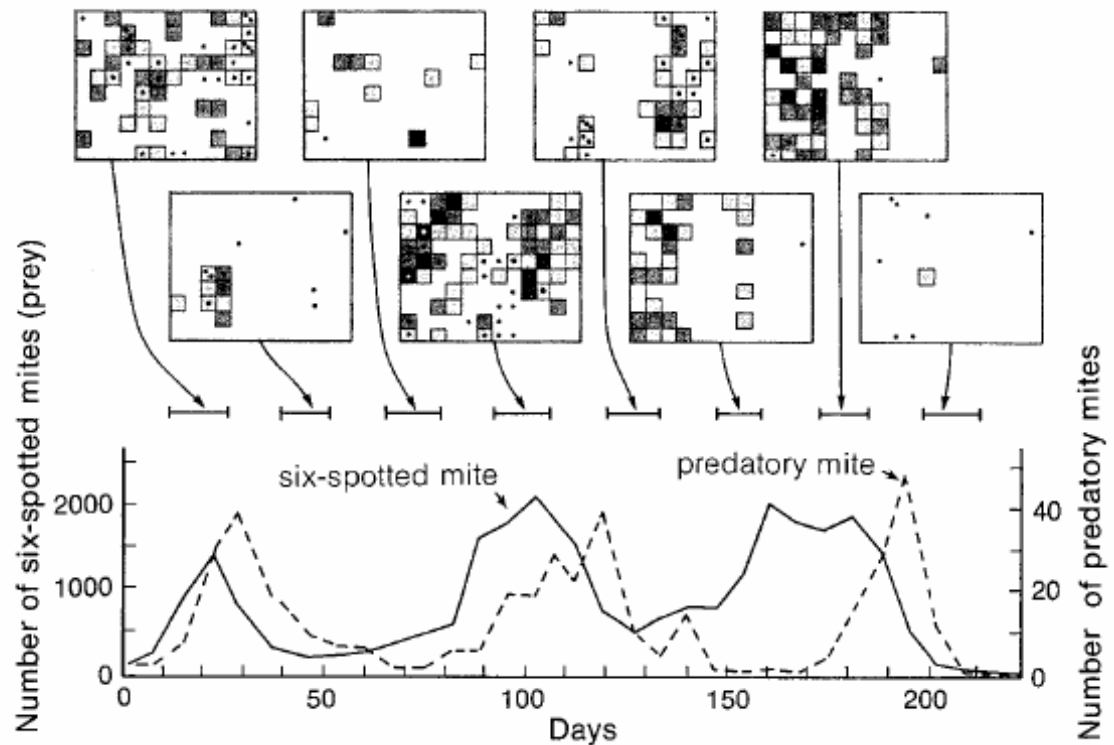 Number of six-spotted mites (prey)
2000
1000
0
six-spotted mite
predatory mite
40
20
0
Number of predatory mites
0
50
100
150
200
Days